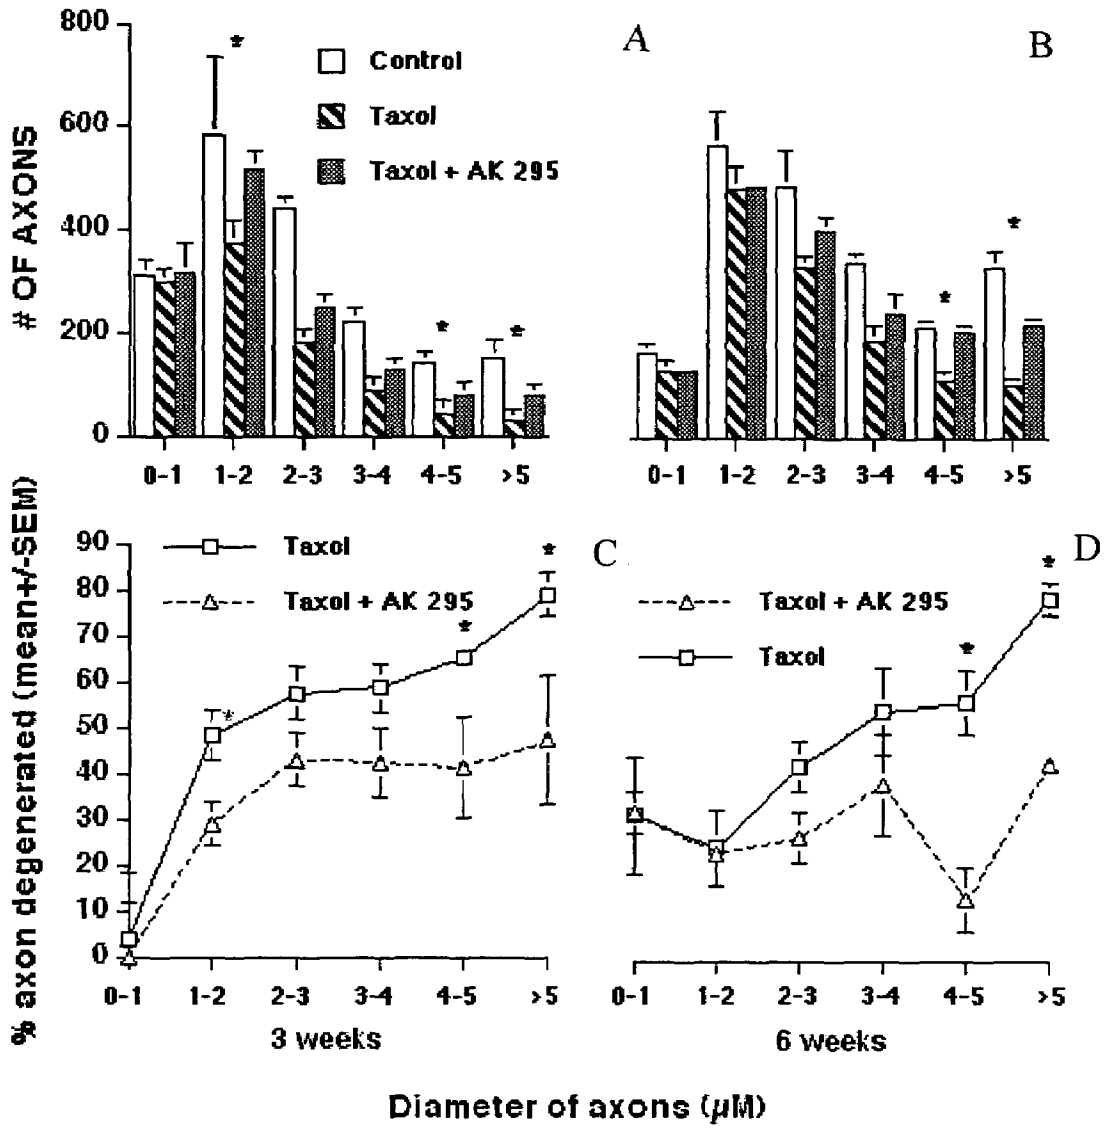 A
B
# OF AXONS
800
600
400
200
0
*
Control
Taxol
Taxol + AK 295
*
*
*
*
0-1 1-2 2-3 3-4 4-5 >5
0-1 1-2 2-3 3-4 4-5 >5
% axon degenerated (mean+/-SEM)
90
80
70
60
50
40
30
20
10
0
Taxol
Taxol + AK 295
*
*
*
C
D
Taxol + AK 295
Taxol
*
*
0-1 1-2 2-3 3-4 4-5 >5
0-1 1-2 2-3 3-4 4-5 >5
3 weeks
6 weeks
Diameter of axons (µM)